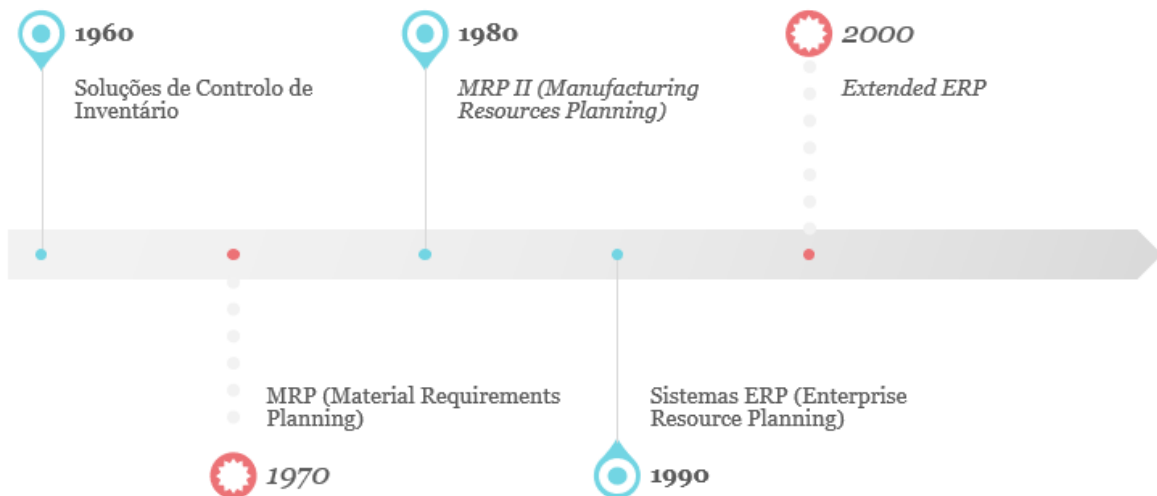 1960
Soluções de Controlo de
Inventário
1980
MRP II (Manufacturing
Resources Planning)
2000
Extended ERP
MRP (Material Requirements
Planning)
1970
Sistemas ERP (Enterprise
Resource Planning)
1990